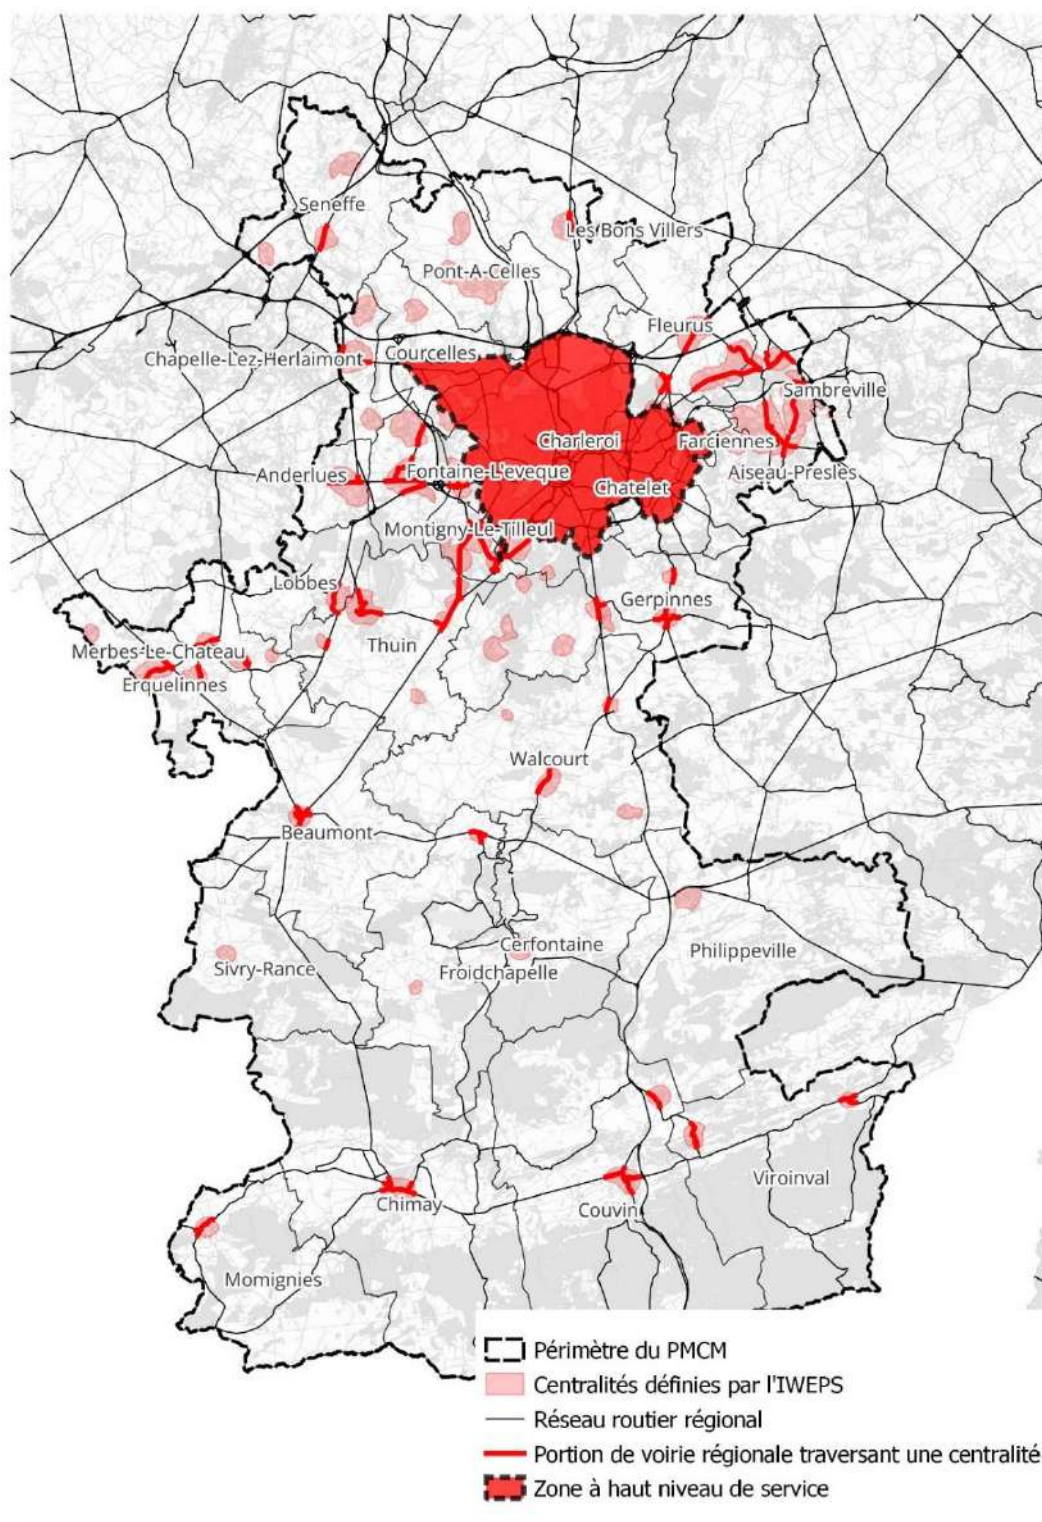 Seneffe
Les Bons Villers
Pont-A-Celles
Fleurus
Chapelle-Lez-Herlaimont
Courcelles
Sambreville
Charleroi
Farciennes
Anderlues
Fontaine-L'eveque
Aiseau-Presles
Chatelet
Montigny-Le-Tilleul
Lobbes
Gerpinnes
Thuin
Merbes-Le-Chateau
Erquelinnes
Walcourt
Beaumont
Cerfontaine
Philippeville
Sivry-Rance
Froidchapelle
Viroinval
Chimay
Couvin
Momignies
Périmètre du PMCM
Centralités définies par l'IWEPS
Réseau routier régional
Portion de voirie régionale traversant une centralité
Zone à haut niveau de service